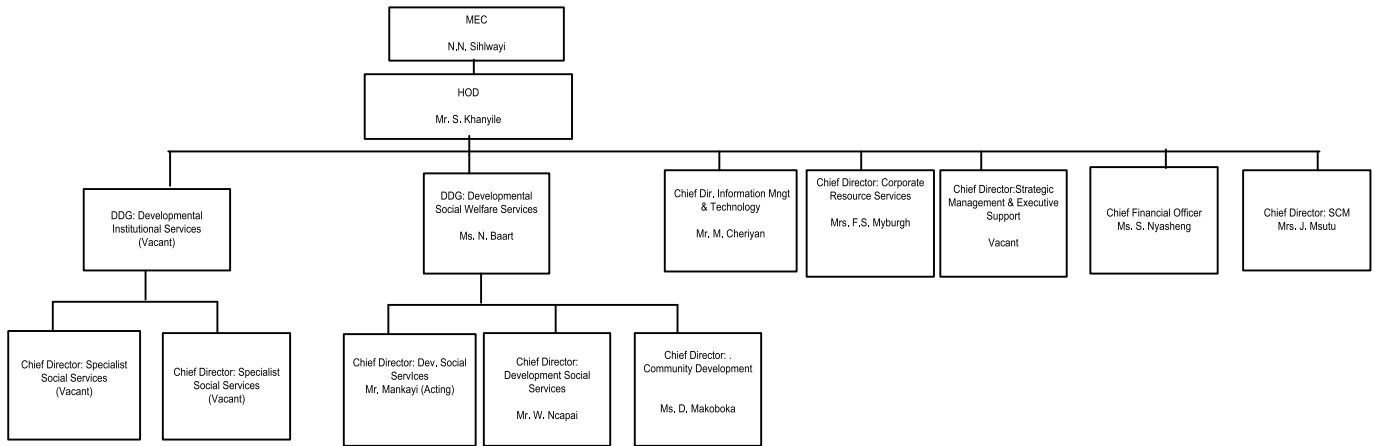 MEC
N.N. Sihlwayi
HOD
Mr. S. Khanyile
DDG: Developmental
Institutional Services
(Vacant)
DDG: Developmental
Social Welfare Services
Ms. N. Baart
Chief Dir, Information Mngt
& Technology
Mr. M. Cheriyan
Chief Director: Corporate
Resource Services
Mrs. F.S. Myburgh
Chief Director:Strategic
Management & Executive
Support
Vacant
Chief Financial Officer
Ms. S. Nyasheng
Chief Director: SCM
Mrs. J. Msutu
Chief Director: Specialist
Social Services
(Vacant)
Chief Director: Specialist
Social Services
(Vacant)
Chief Director: Dev. Social
Services
Mr. Mankayi (Acting)
Chief Director:
Development Social
Services
Mr. W. Ncapai
Chief Director: .
Community Development
Ms. D. Makoboka